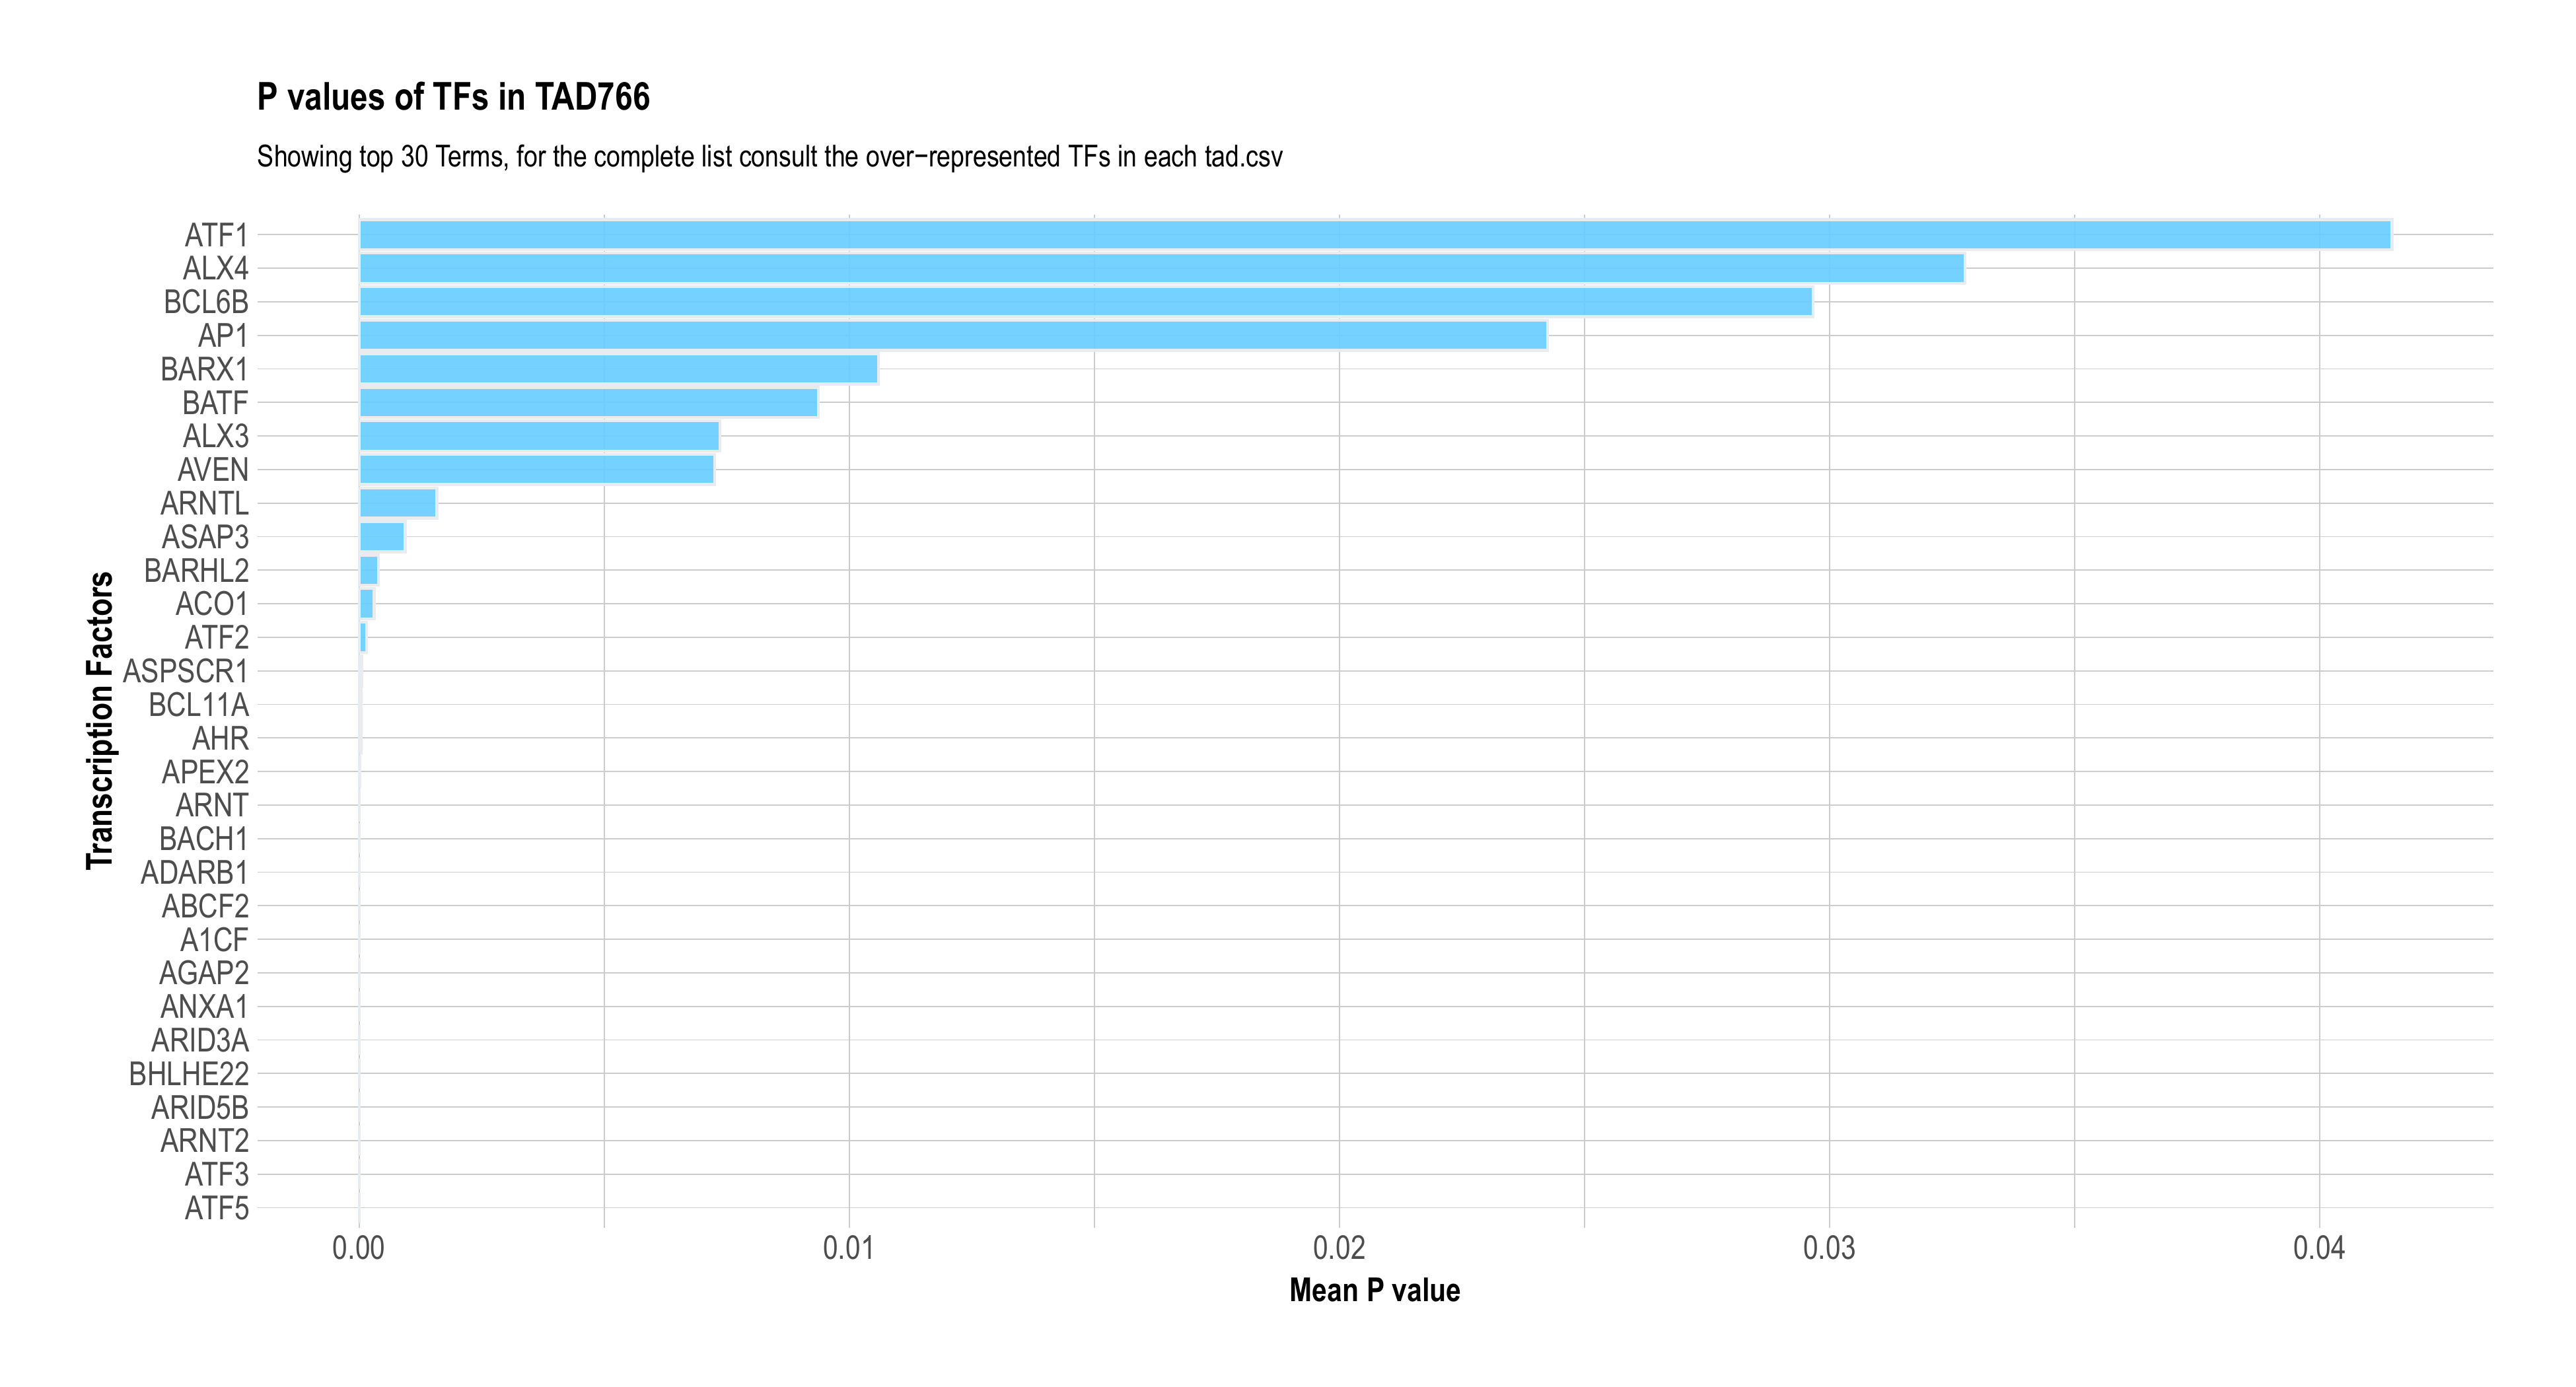 P values of TFs in TAD766
Showing top 30 Terms, for the complete list consult the over−represented TFs in each tad.csv
Transcription Factors
ATF1
ALX4
BCL6B
AP1
BARX1
BATF
ALX3
AVEN
ARNTL
ASAP3
BARHL2
ACO1
ATF2
ASPSCR1
BCL11A
AHR
APEX2
ARNT
BACH1
ADARB1
ABCF2
A1CF
AGAP2
ANXA1
ARID3A
BHLHE22
ARID5B
ARNT2
ATF3
ATF5
0.00 0.01 0.02 0.03 0.04
Mean P value